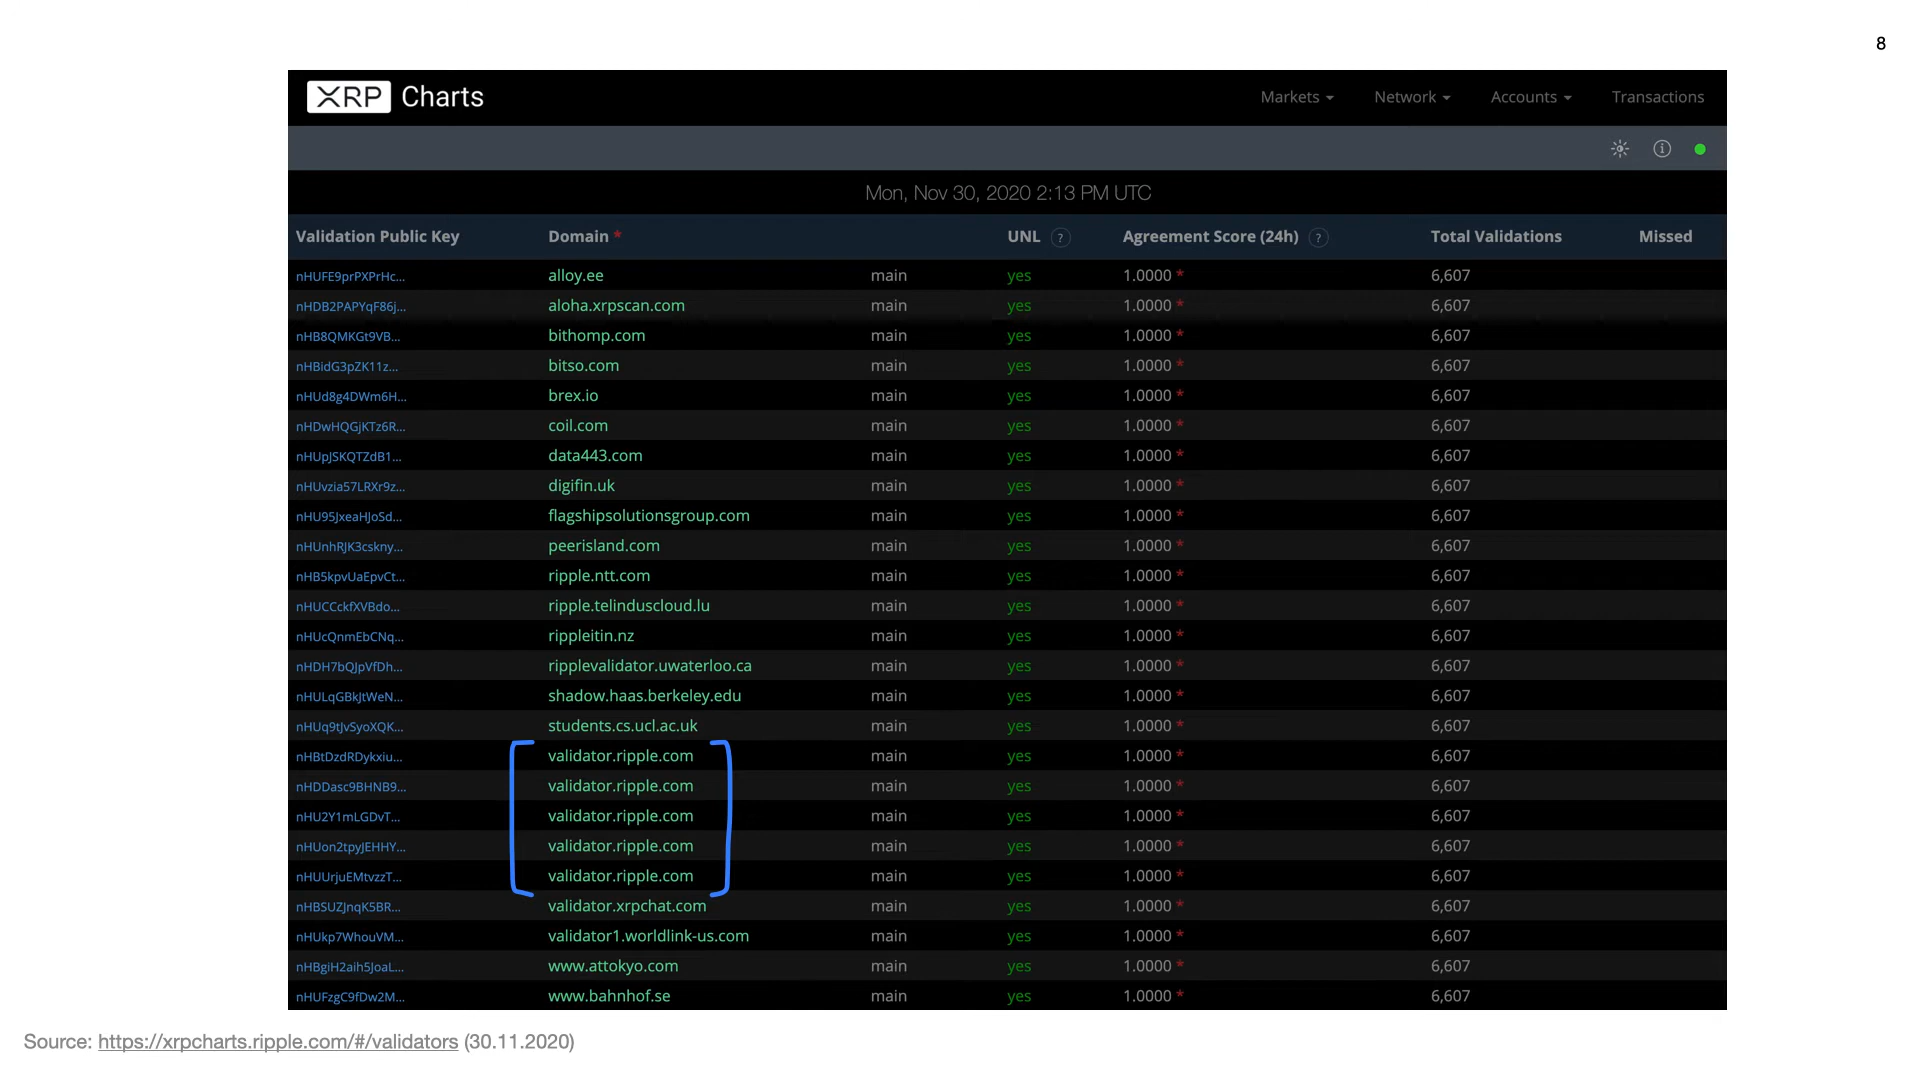 8
XRP Charts Markets Network Accounts Transactions
Mon, Nov 30, 2020 2:13 PM UTC
Validation Public Key Domain * UNL ? Agreement Score (24h) ? Total Validations Missed
nHUFE9prPXPrHc... alloy.ee main yes 1.0000 * 6,607
nHDB2PAPYqF86j... aloha.xrpscan.com main yes 1.0000 * 6,607
nHB8QMKGt9VB... bithomp.com main yes 1.0000 * 6,607
nHBidG3pZK11z... bitso.com main yes 1.0000 * 6,607
nHUd8g4DWm6H... brex.io main yes 1.0000 * 6,607
nHDwHQGjKTz6R... coil.com main yes 1.0000 * 6,607
nHUpJSKQTZdB1... data443.com main yes 1.0000 * 6,607
nHUvzia57LRXr9z... digifin.uk main yes 1.0000 * 6,607
nHU95JxeaHJoSd... flagshipsolutionsgroup.com main yes 1.0000 * 6,607
nHUnhRJK3cskny... peerisland.com main yes 1.0000 * 6,607
nHB5kpvUaEpvCt... ripple.ntt.com main yes 1.0000 * 6,607
nHUCCckfXVBdo... ripple.telinduscloud.lu main yes 1.0000 * 6,607
nHUcQnmEbCNq... rippleitin.nz main yes 1.0000 * 6,607
nHDH7bQJpVfDh... ripplevalidator.uwaterloo.ca main yes 1.0000 * 6,607
nHULqGBkJtWeN... shadow.haas.berkeley.edu main yes 1.0000 * 6,607
nHUq9tJvSyoXQK... students.cs.ucl.ac.uk main yes 1.0000 * 6,607
nHBtDzdRDykxiu... validator.ripple.com main yes 1.0000 * 6,607
nHDDasc9BHNB9... validator.ripple.com main yes 1.0000 * 6,607
nHU2Y1mLGDvT... validator.ripple.com main yes 1.0000 * 6,607
nHUon2tpyJEHHY... validator.ripple.com main yes 1.0000 * 6,607
nHUUrjuEMtvzzT... validator.ripple.com main yes 1.0000 * 6,607
nHBSUZJnqK5BR... validator.xrpchat.com main yes 1.0000 * 6,607
nHUkp7WhouVM... validator1.worldlink-us.com main yes 1.0000 * 6,607
nHBgiH2aih5JoaL... www.attokyo.com main yes 1.0000 * 6,607
nHUFzgC9fDw2M... www.bahnhof.se main yes 1.0000 * 6,607
Source: https://xrpcharts.ripple.com/#/validators (30.11.2020)